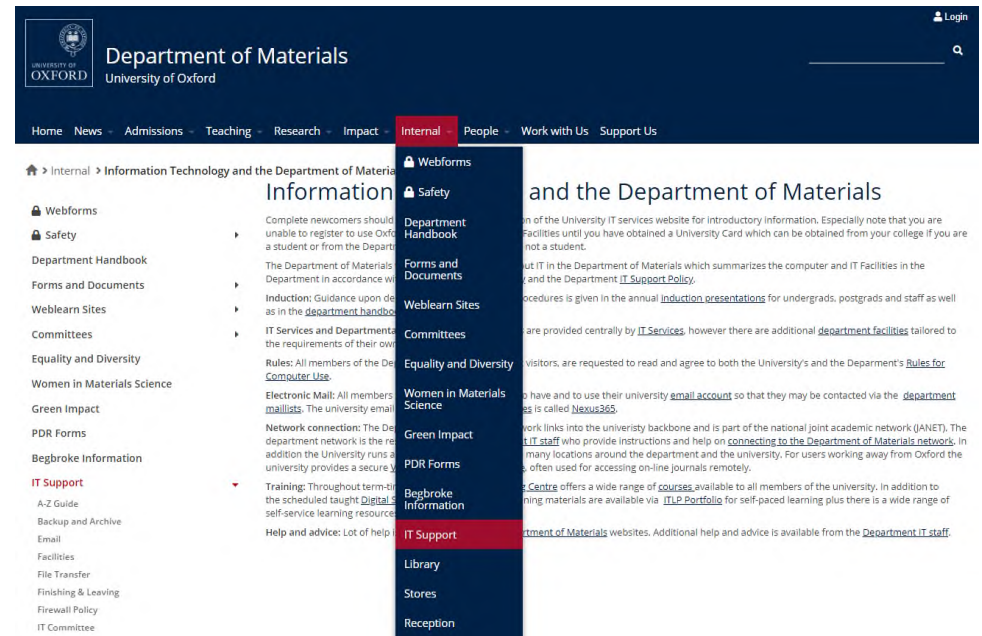 Login
UNIVERSITY OF
OXFORD
Department of Materials
University of Oxford
Home News Admissions Teaching Research Impact Internal People Work with Us Support Us
> Internal > Information Technology and the Department of Materia
Webforms
Safety
Department Handbook
Forms and Documents
Weblearn Sites
Committees
Equality and Diversity
Women in Materials Science
Green Impact
PDR Forms
Begbroke Information
IT Support
A-Z Guide
Backup and Archive
Email
Facilities
File Transfer
Finishing & Leaving
Firewall Policy
IT Committee
Webforms
Safety
Department
Handbook
Forms and
Documents
Weblearn Sites
Committees
Equality and Diversity
Women in Materials
Science
Green Impact
PDR Forms
Begbroke
Information
IT Support
Library
Stores
Reception
Information and the Department of Materials
Complete newcomers should on of the University IT services website for introductory information. Especially note that you are
unable to register to use Oxfo Facilities until you have obtained a University Card which can be obtained from your college if you are
a student or from the Depart not a student.
The Department of Materials ut IT in the Department of Materials which summarizes the computer and IT Facilities in the
Department in accordance wi and the Department IT Support Policy.
Induction: Guidance upon de ocedures is given in the annual induction presentations for undergrads, postgrads and staff as well
as in the department handbo
IT Services and Departmenta are provided centrally by IT Services, however there are additional department facilities tailored to
the requirements of their own
Rules: All members of the De visitors, are requested to read and agree to both the University's and the Deparment's Rules for
Computer Use.
Electronic Mail: All members o have and to use their university email account so that they may be contacted via the department
maillists. The university email es is called Nexus365.
Network connection: The De work links into the univeristy backbone and is part of the national joint academic network (JANET). The
department network is the re t IT staff who provide instructions and help on connecting to the Department of Materials network. In
addition the University runs a many locations around the department and the university. For users working away from Oxford the
university provides a secure , often used for accessing on-line journals remotely.
Training: Throughout term-ti g Centre offers a wide range of courses available to all members of the university. In addition to
the scheduled taught Digital S ning materials are available via ITLP Portfolio for self-paced learning plus there is a wide range of
self-service learning resource
Help and advice: Lot of help i rtment of Materials websites. Additional help and advice is available from the Department IT staff.